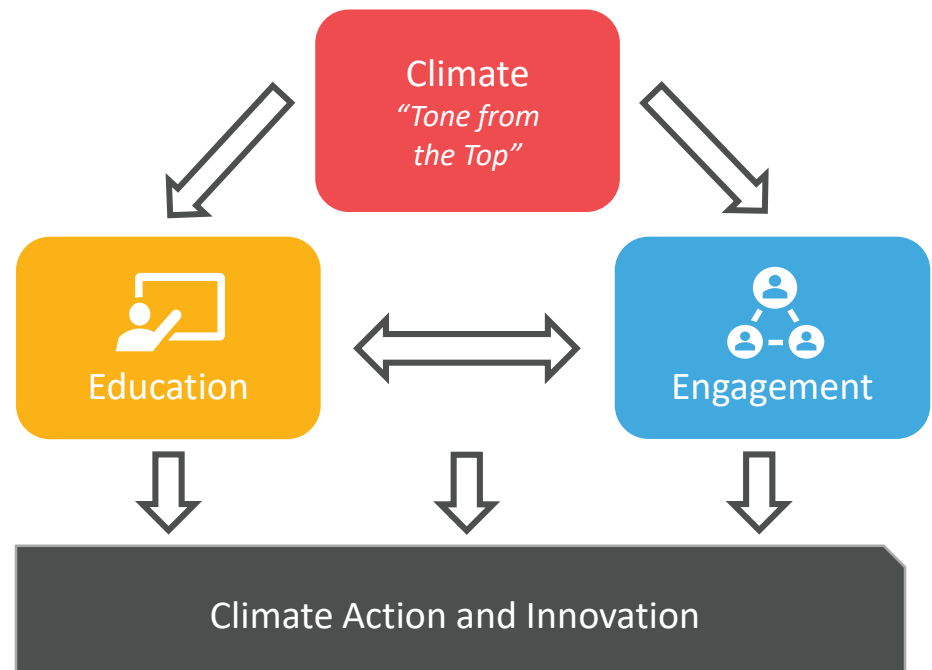 Climate
“Tone from
the Top”
Education
Engagement
Climate Action and Innovation